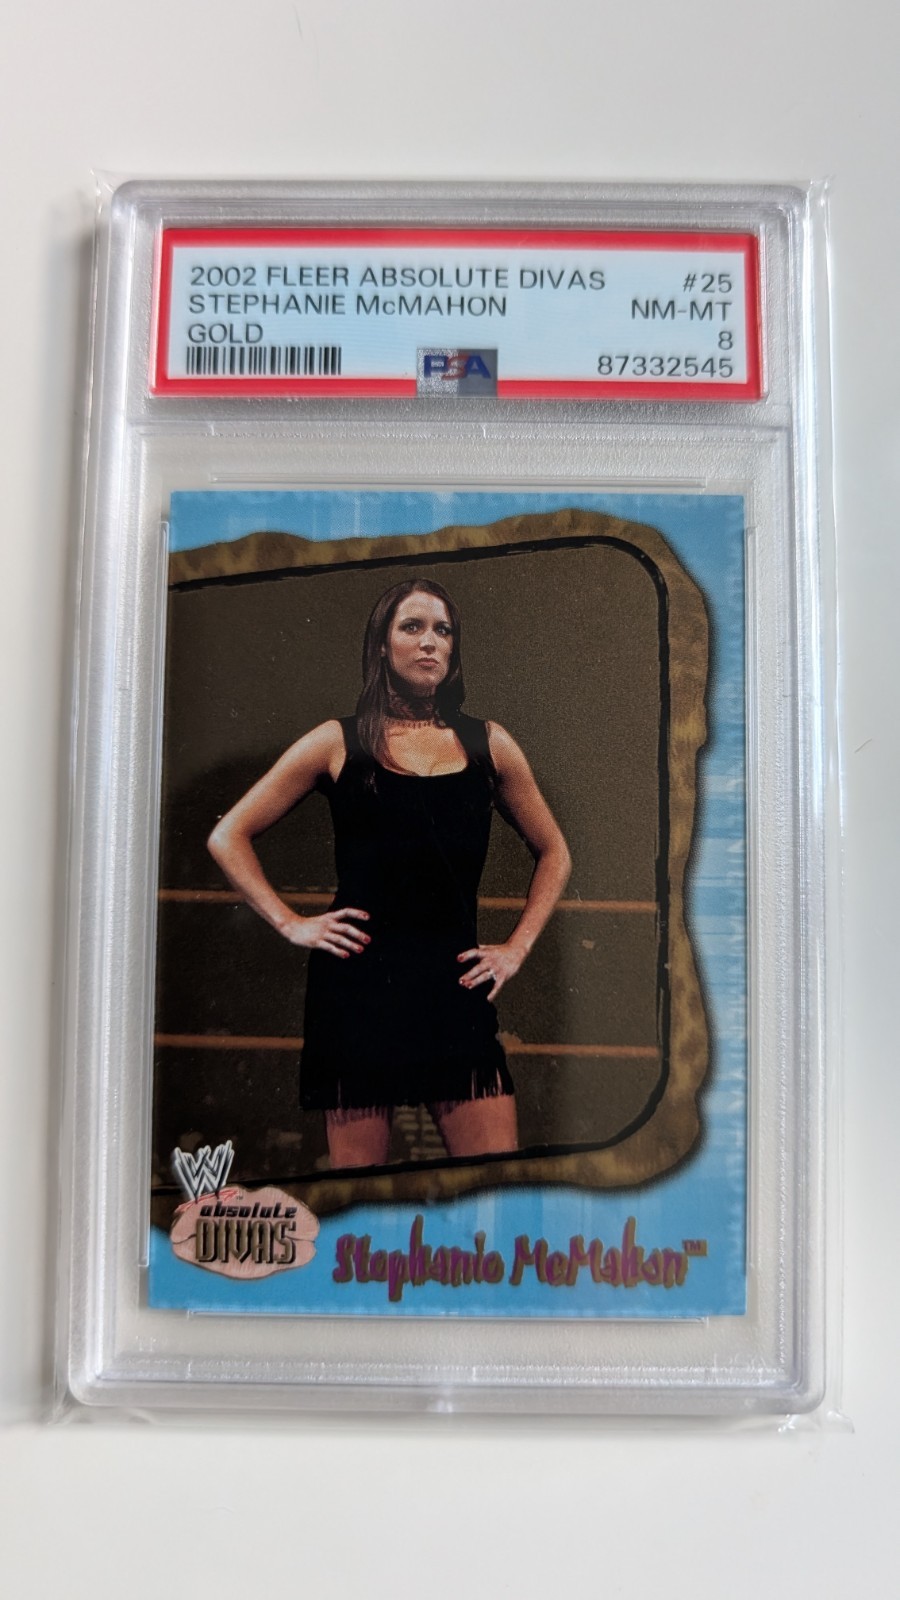 2002 FLEER ABSOLUTE DIVAS #25
STEPHANIE McMAHON NM-MT
GOLD 8
PSA 87332545
W
absolute
DIVAS
Stephanie McMahon™